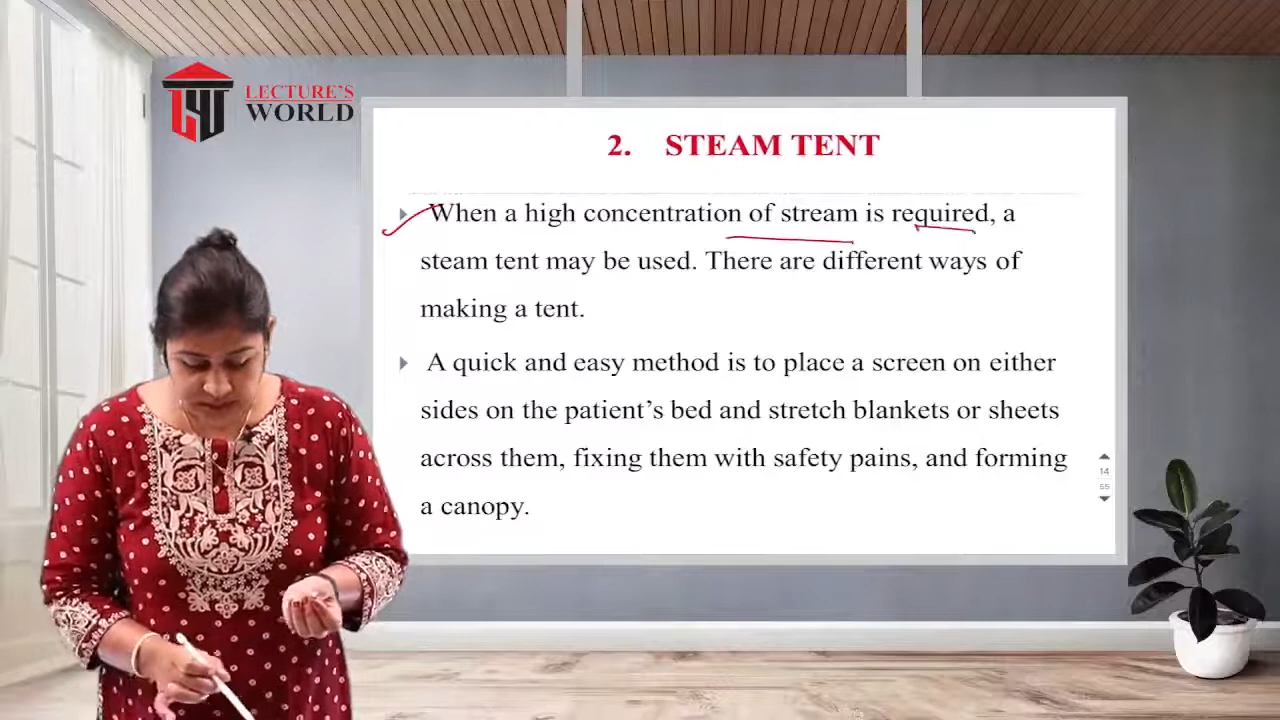 LECTURE'S
WORLD
2. STEAM TENT
When a high concentration of stream is required, a
steam tent may be used. There are different ways of
making a tent.
A quick and easy method is to place a screen on either
sides on the patient's bed and stretch blankets or sheets
across them, fixing them with safety pains, and forming
a canopy.
14
55